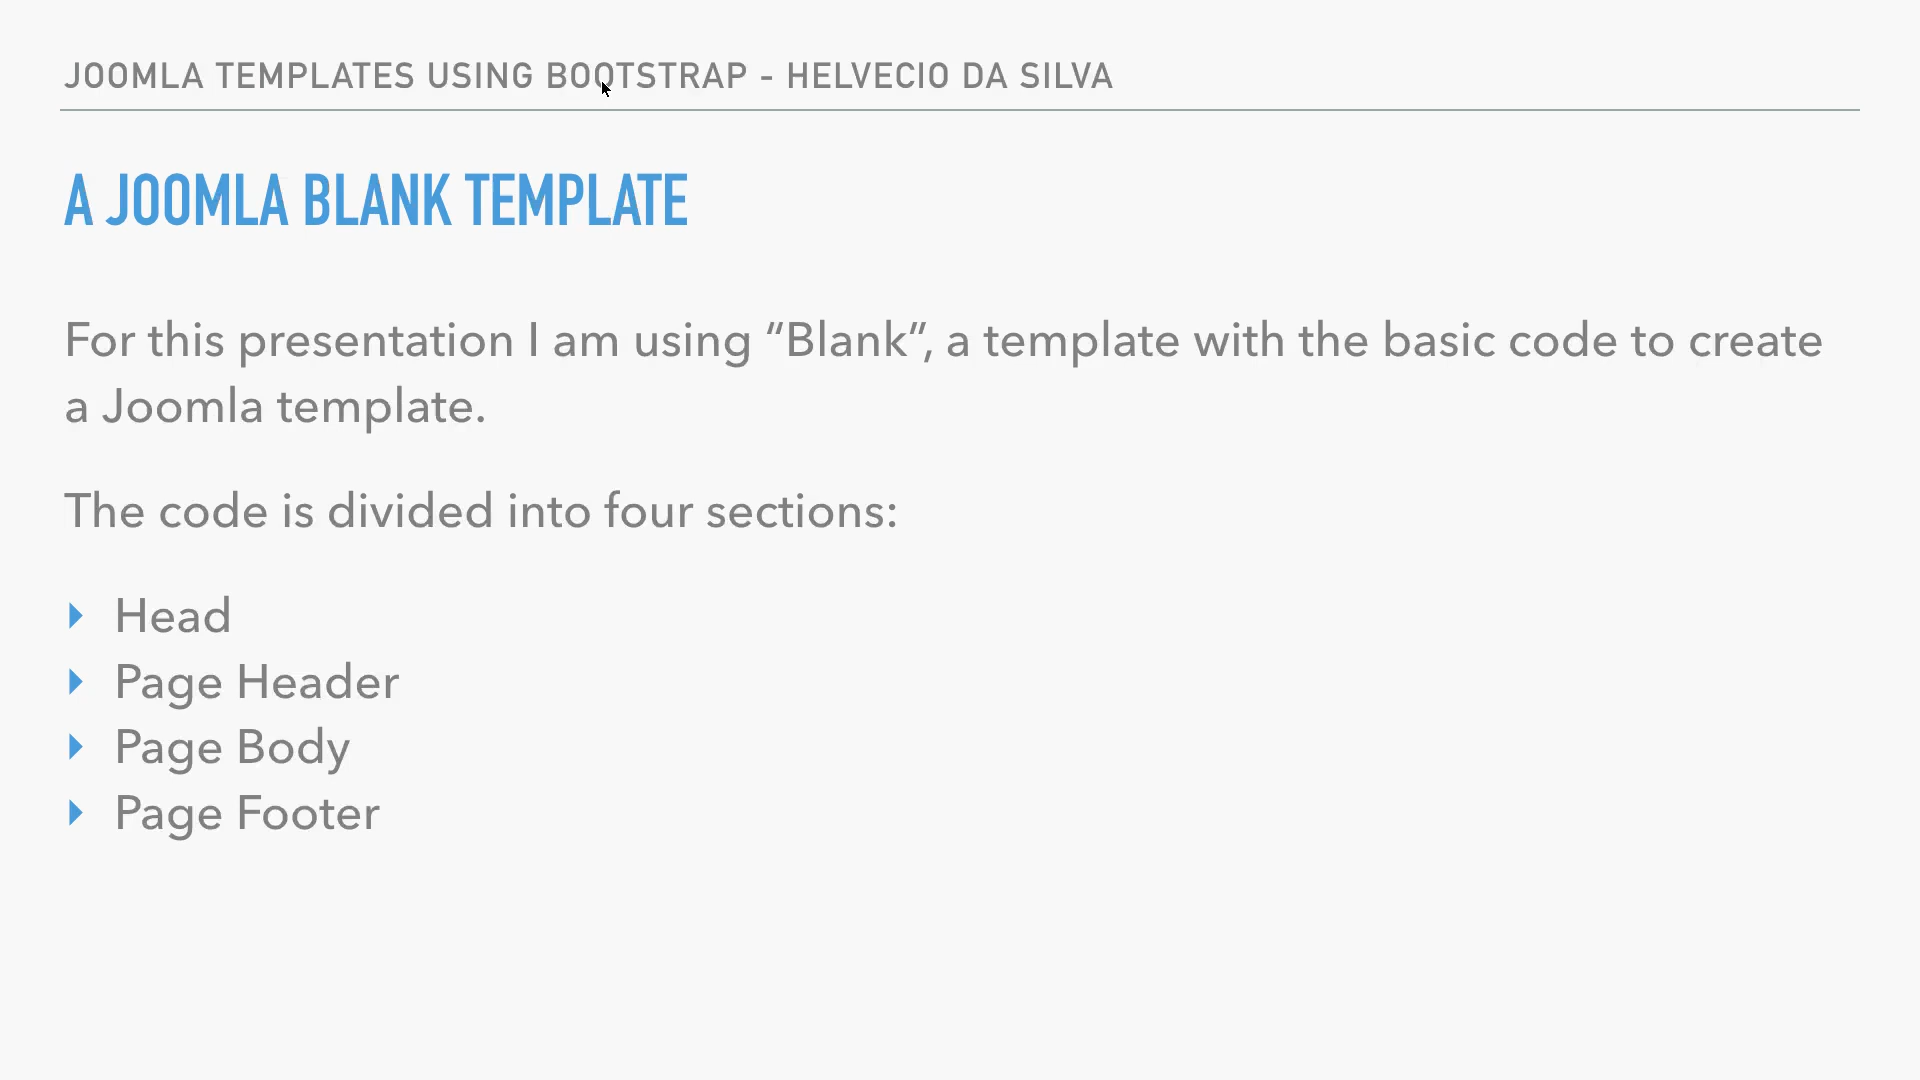 JOOMLA TEMPLATES USING BOOTSTRAP - HELVECIO DA SILVA
A JOOMLA BLANK TEMPLATE
For this presentation I am using “Blank”, a template with the basic code to create
a Joomla template.
The code is divided into four sections:
Head
Page Header
Page Body
Page Footer